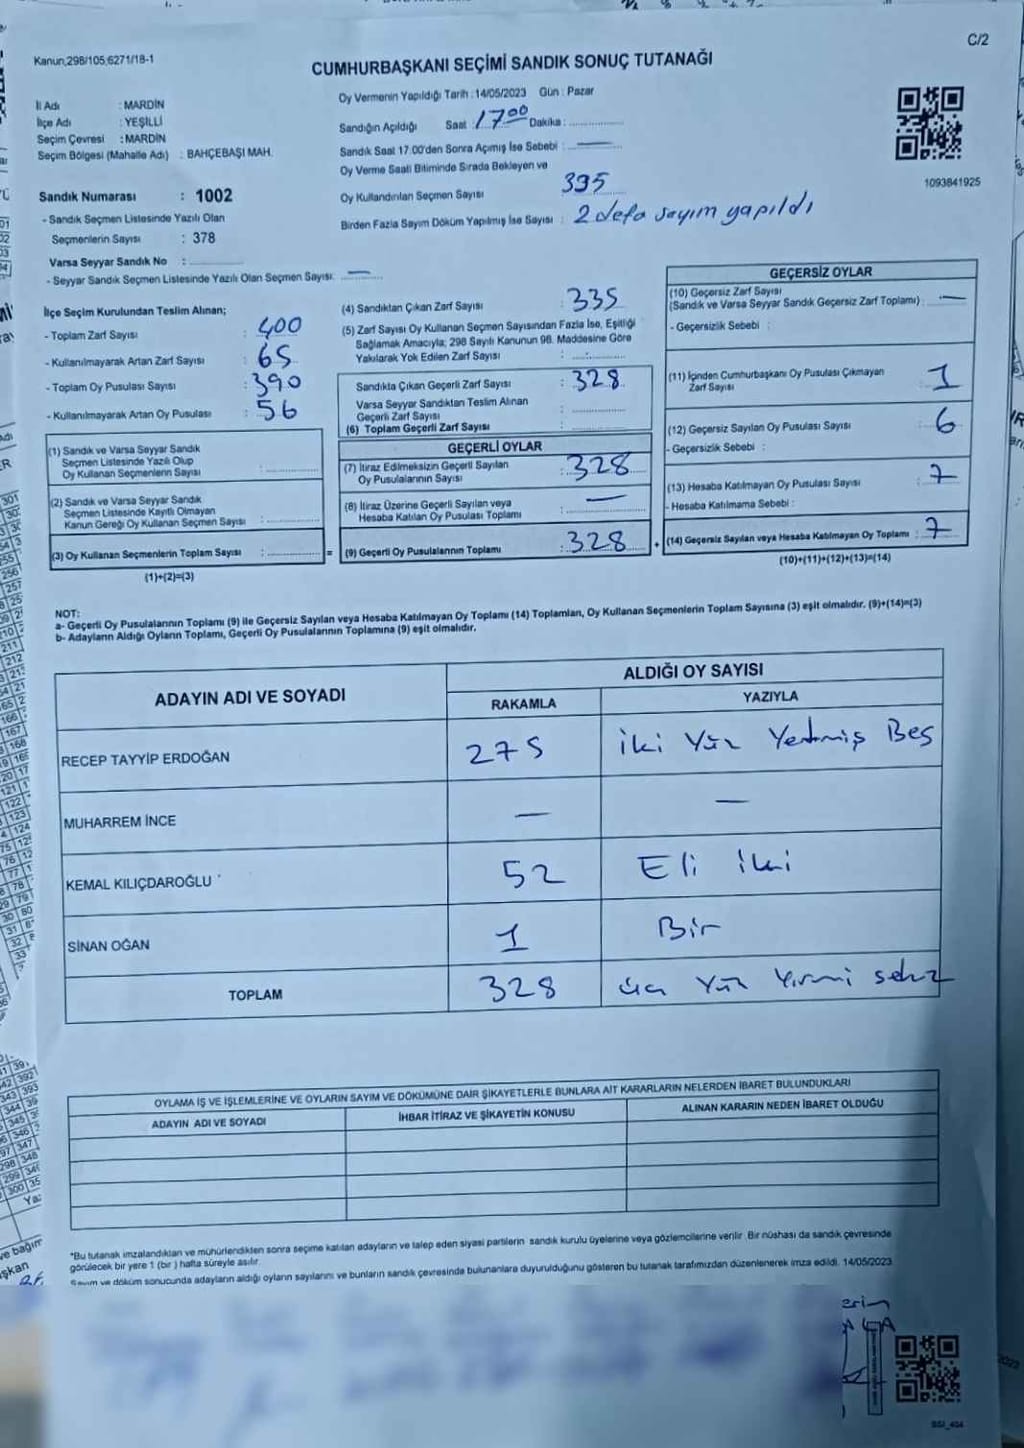 C/2
Kanun,298/105,6271/18-1
CUMHURBAŞKANI SEÇİMİ SANDIK SONUÇ TUTANAĞI
İl Adı : MARDİN
İlçe Adı : YEŞİLLİ
Seçim Çevresi : MARDİN
Seçim Bölgesi (Mahalle Adı) : BAHÇEBAŞI MAH.
Sandık Numarası : 1002
- Sandık Seçmen Listesinde Yazılı Olan
Seçmenlerin Sayısı : 378
Varsa Seyyar Sandık No :
- Seyyar Sandık Seçmen Listesinde Yazılı Olan Seçmen Sayısı: —
Oy Vermenin Yapıldığı Tarih : 14/05/2023 Gün : Pazar
Sandığın Açıldığı Saat : 17.00 Dakika :
Sandık Saat 17.00'den Sonra Açımış İse Sebebi : —
Oy Verme Saati Bitiminde Sırada Bekleyen ve
Oy Kullandırılan Seçmen Sayısı 395
Birden Fazla Sayım Döküm Yapılmış İse Sayısı : 2 defa sayım yapıldı
1093841925
İlçe Seçim Kurulundan Teslim Alınan;
- Toplam Zarf Sayısı : 400
- Kullanılmayarak Artan Zarf Sayısı : 65
- Toplam Oy Pusulası Sayısı : 390
- Kullanılmayarak Artan Oy Pusulası : 56
(1) Sandık ve Varsa Seyyar Sandık
Seçmen Listesinde Yazılı Olup
Oy Kullanan Seçmenlerin Sayısı :
(2) Sandık ve Varsa Seyyar Sandık
Seçmen Listesinde Kayıtlı Olmayan
Kanun Gereği Oy Kullanan Seçmen Sayısı :
(3) Oy Kullanan Seçmenlerin Toplam Sayısı : =
(1)+(2)=(3)
(4) Sandıktan Çıkan Zarf Sayısı : 335
(5) Zarf Sayısı Oy Kullanan Seçmen Sayısından Fazla İse, Eşitliği
Sağlamak Amacıyla; 298 Sayılı Kanunun 98. Maddesine Göre
Yakılarak Yok Edilen Zarf Sayısı :
Sandıkta Çıkan Geçerli Zarf Sayısı : 328
Varsa Seyyar Sandıktan Teslim Alınan
Geçerli Zarf Sayısı :
(6) Toplam Geçerli Zarf Sayısı :
GEÇERLİ OYLAR
(7) İtiraz Edilmeksizin Geçerli Sayılan
Oy Pusulalarının Sayısı : 328
(8) İtiraz Üzerine Geçerli Sayılan veya
Hesaba Katılan Oy Pusulası Toplamı : —
(9) Geçerli Oy Pusulalarının Toplamı : 328 +
GEÇERSİZ OYLAR
(10) Geçersiz Zarf Sayısı
(Sandık ve Varsa Seyyar Sandık Geçersiz Zarf Toplamı) : —
- Geçersizlik Sebebi :
(11) İçinden Cumhurbaşkanı Oy Pusulası Çıkmayan
Zarf Sayısı : 1
(12) Geçersiz Sayılan Oy Pusulası Sayısı : 6
- Geçersizlik Sebebi :
(13) Hesaba Katılmayan Oy Pusulası Sayısı : 7
- Hesaba Katılmama Sebebi :
(14) Geçersiz Sayılan veya Hesaba Katılmayan Oy Toplamı : 7
(10)+(11)+(12)+(13)=(14)
NOT:
a- Geçerli Oy Pusulalarının Toplamı (9) ile Geçersiz Sayılan veya Hesaba Katılmayan Oy Toplamı (14) Toplamları, Oy Kullanan Seçmenlerin Toplam Sayısına (3) eşit olmalıdır. (9)+(14)=(3)
b- Adayların Aldığı Oyların Toplamı, Geçerli Oy Pusulalarının Toplamına (9) eşit olmalıdır.
ADAYIN ADI VE SOYADI ALDIĞI OY SAYISI
RAKAMLA YAZIYLA
RECEP TAYYİP ERDOĞAN 275 iki Yüz Yetmiş Beş
MUHARREM İNCE — —
KEMAL KILIÇDAROĞLU 52 Eli iki
SİNAN OĞAN 1 Bir
TOPLAM 328 üç Yüz Yirmi sekiz
OYLAMA İŞ VE İŞLEMLERİNE VE OYLARIN SAYIM VE DÖKÜMÜNE DAİR ŞİKAYETLERLE BUNLARA AİT KARARLARIN NELERDEN İBARET BULUNDUKLARI
ADAYIN ADI VE SOYADI İHBAR İTİRAZ VE ŞİKAYETİN KONUSU ALINAN KARARIN NEDEN İBARET OLDUĞU
*Bu tutanak imzalandıktan ve mühürlendikten sonra seçime katılan adayların ve talep eden siyasi partilerin sandık kurulu üyelerine veya gözlemcilerine verilir. Bir nüshası da sandık çevresinde
görülecek bir yere 1 (bir ) hafta süreyle asılır.
Sayım ve döküm sonucunda adayların aldığı oyların sayılarını ve bunların sandık çevresinde bulunanlara duyurulduğunu gösteren bu tutanak tarafımızdan düzenlenerek imza edildi. 14/05/2023